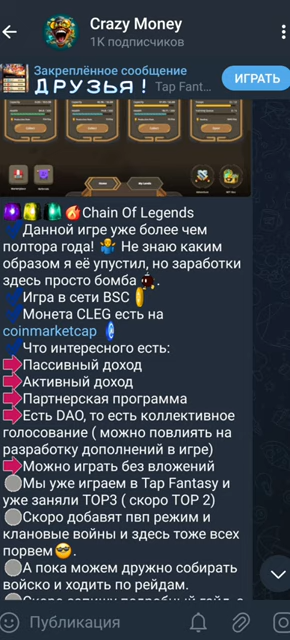 Crazy Money
1K подписчиков
Закреплённое сообщение
ДРУЗЬЯ! Tap Fant...
ИГРАТЬ
Chain Of Legends
Данной игре уже более чем
полтора года! 🤷 Не знаю каким
образом я её упустил, но заработки
здесь просто бомба 💣.
Игра в сети BSC
Монета CLEG есть на
coinmarketcap
Что интересного есть:
Пассивный доход
Активный доход
Партнерская программа
Есть DAO, то есть коллективное
голосование ( можно повлиять на
разработку дополнений в игре)
Можно играть без вложений
Мы уже играем в Tap Fantasy и
уже заняли TOP3 ( скоро TOP 2)
Скоро добавят пвп режим и
клановые войны и здесь тоже всех
порвем😎.
А пока можем дружно собирать
войско и ходить по рейдам.
Публикация